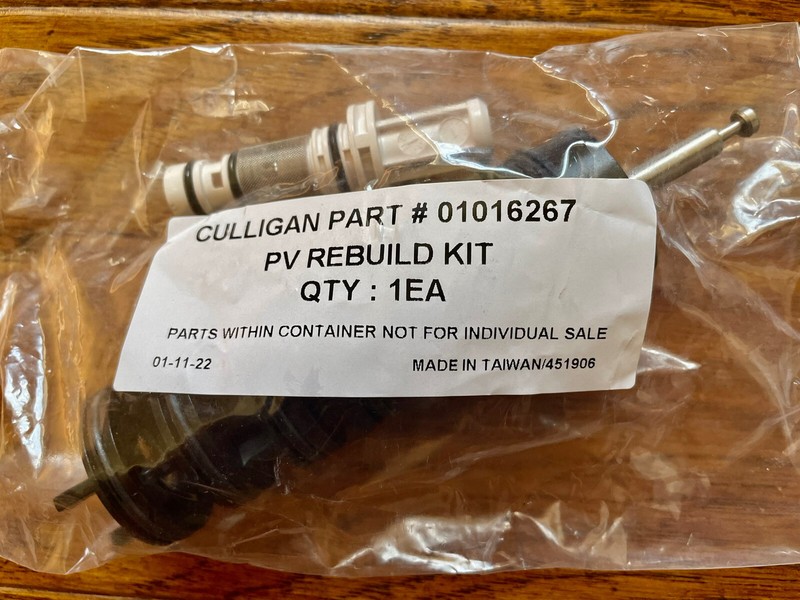 CULLIGAN PART # 01016267
PV REBUILD KIT
QTY : 1EA
PARTS WITHIN CONTAINER NOT FOR INDIVIDUAL SALE
01-11-22 MADE IN TAIWAN/451906